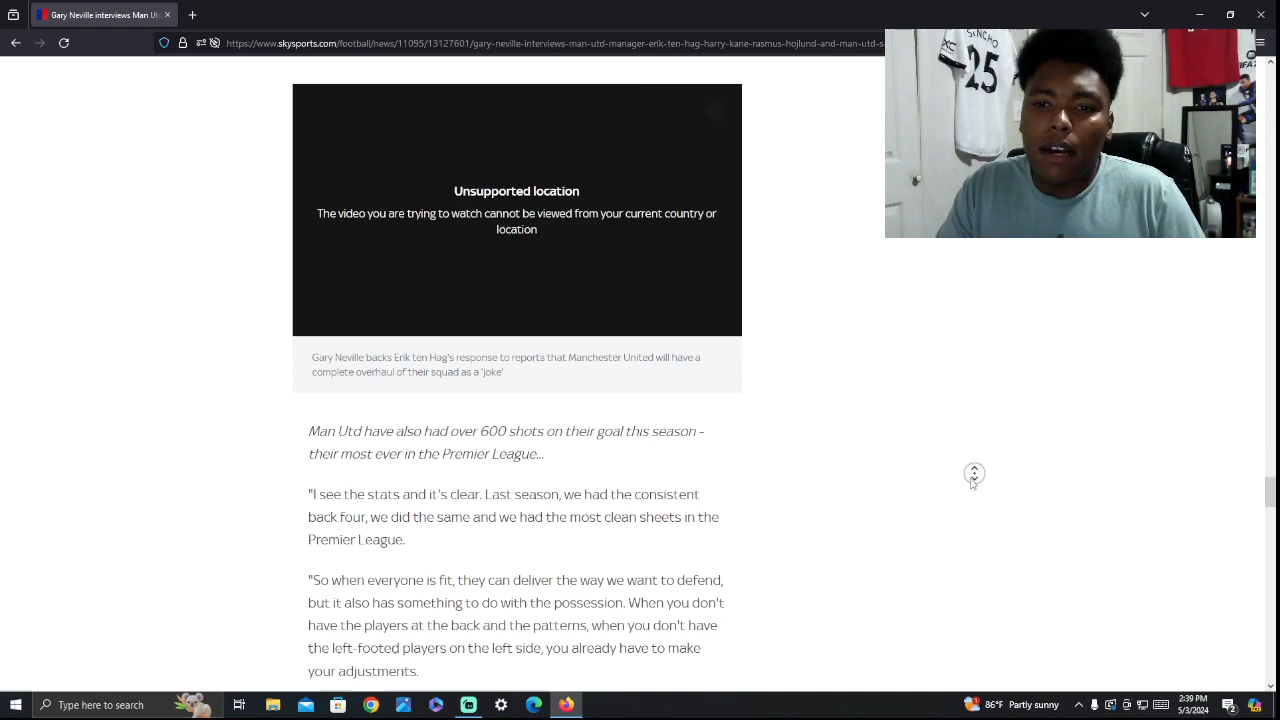 Gary Neville interviews Man Ut
https://www.skysports.com/football/news/11095/13127601/gary-neville-interviews-man-utd-manager-erik-ten-hag-harry-kane-rasmus-hojlund-and-man-utd-s
SANCHO
25
FIFA
Unsupported location
The video you are trying to watch cannot be viewed from your current country or
location
Gary Neville backs Erik ten Hag's response to reports that Manchester United will have a
complete overhaul of their squad as a 'joke'
Man Utd have also had over 600 shots on their goal this season -
their most ever in the Premier League...
"I see the stats and it's clear. Last season, we had the consistent
back four, we did the same and we had the most clean sheets in the
Premier League.
"So when everyone is fit, they can deliver the way we want to defend,
but it also has something to do with the possession. When you don't
have the players at the back and the patterns, when you don't have
the left-footed players on the left side, you already have to make
your adjustments.
Type here to search
86°F Partly sunny
2:39 PM
5/3/2024
2